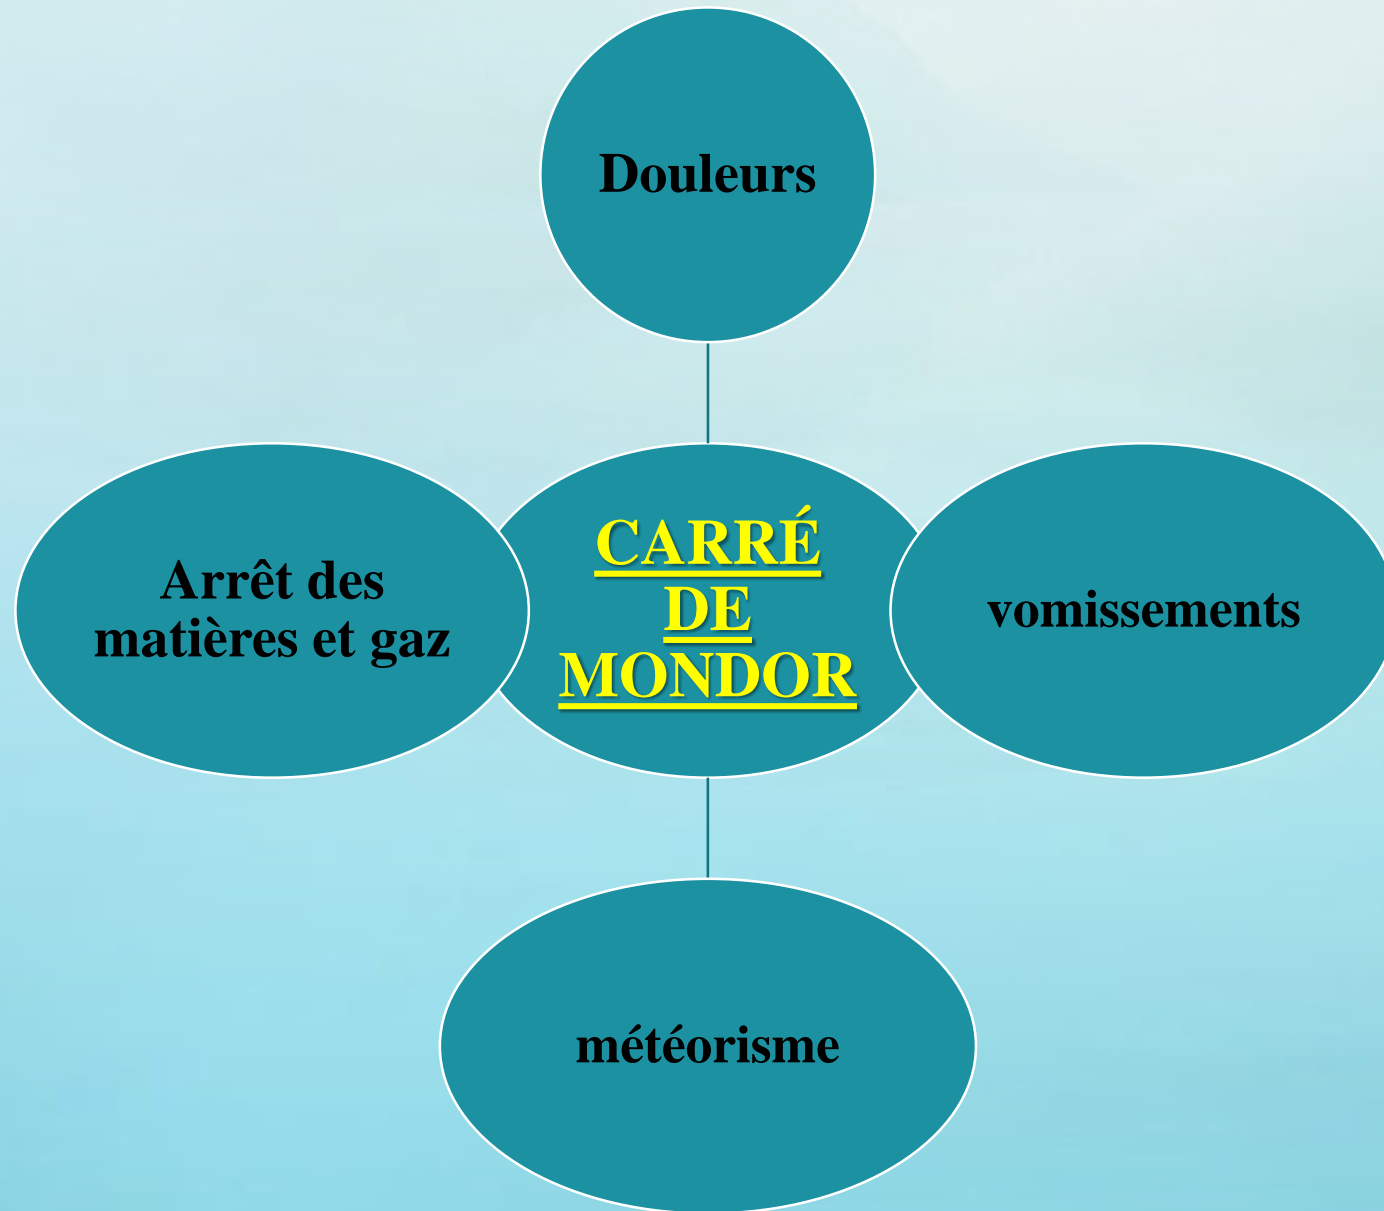 Douleurs
CARRÉ
DE
MONDOR
Arrêt des
matières et gaz
vomissements
météorisme